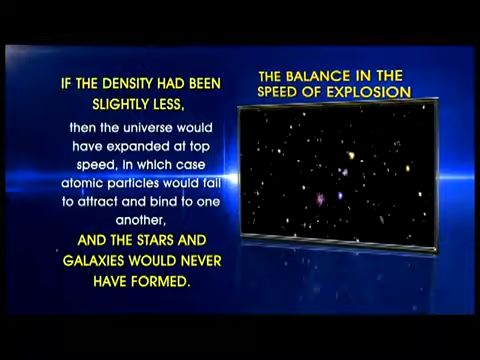 IF THE DENSITY HAD BEEN
SLIGHTLY LESS,
then the universe would
have expanded at top
speed, in which case
atomic particles would fail
to attract and bind to one
another,
AND THE STARS AND
GALAXIES WOULD NEVER
HAVE FORMED.
THE BALANCE IN THE
SPEED OF EXPLOSION